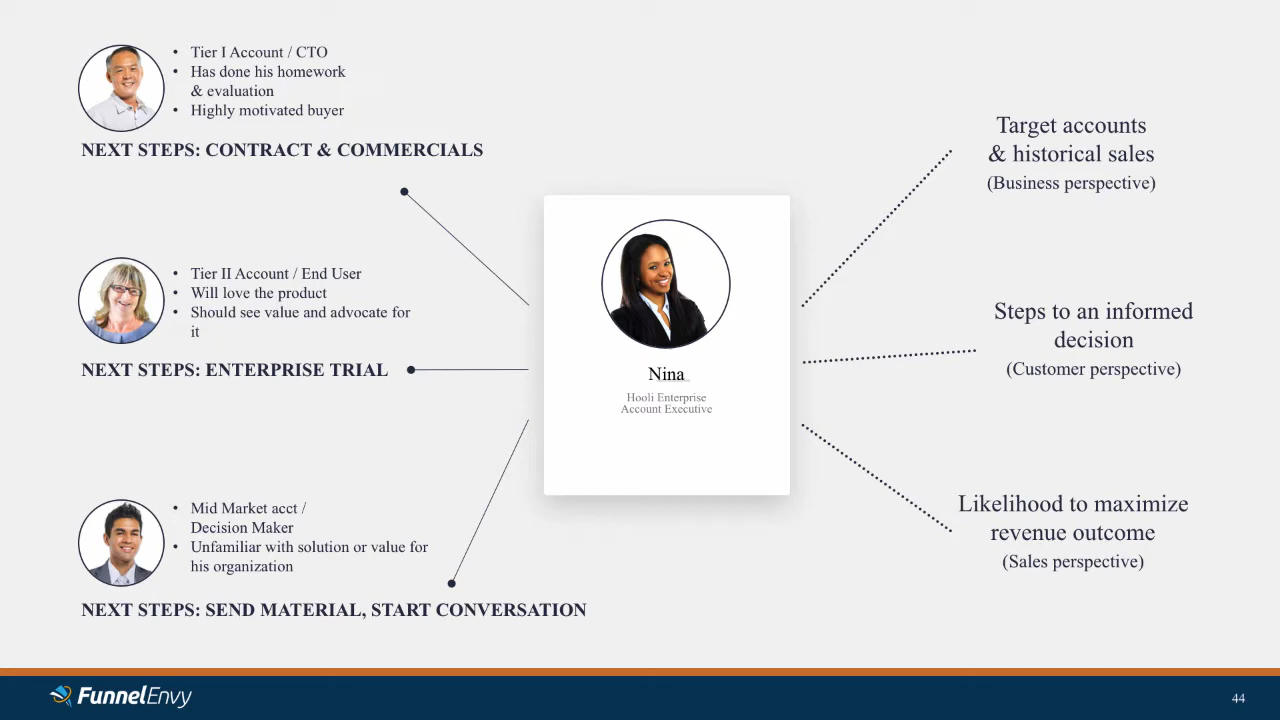 • Tier I Account / CTO
• Has done his homework
& evaluation
• Highly motivated buyer
NEXT STEPS: CONTRACT & COMMERCIALS
• Tier II Account / End User
• Will love the product
• Should see value and advocate for
it
NEXT STEPS: ENTERPRISE TRIAL
• Mid Market acct /
Decision Maker
• Unfamiliar with solution or value for
his organization
NEXT STEPS: SEND MATERIAL, START CONVERSATION
Nina
Hooli Enterprise
Account Executive
Target accounts
& historical sales
(Business perspective)
Steps to an informed
decision
(Customer perspective)
Likelihood to maximize
revenue outcome
(Sales perspective)
FunnelEnvy
44